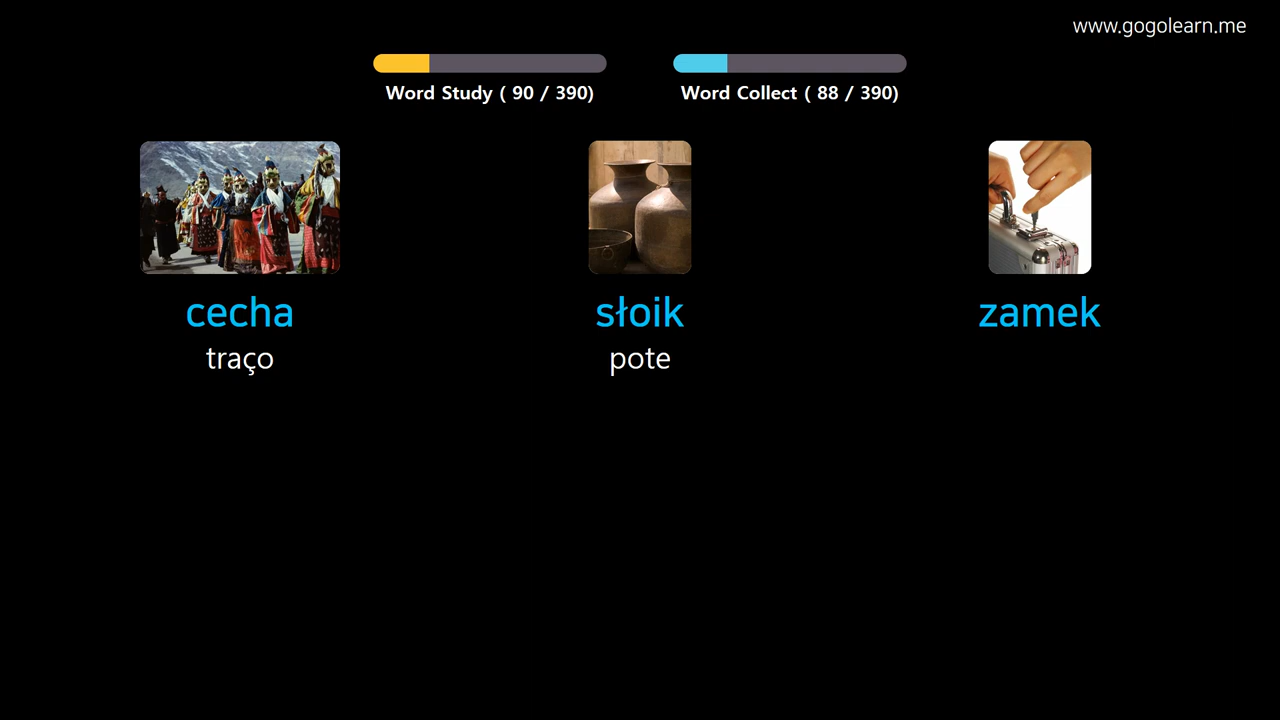 www.gogolearn.me
Word Study ( 90 / 390)
Word Collect ( 88 / 390)
cecha
słoik
zamek
traço
pote